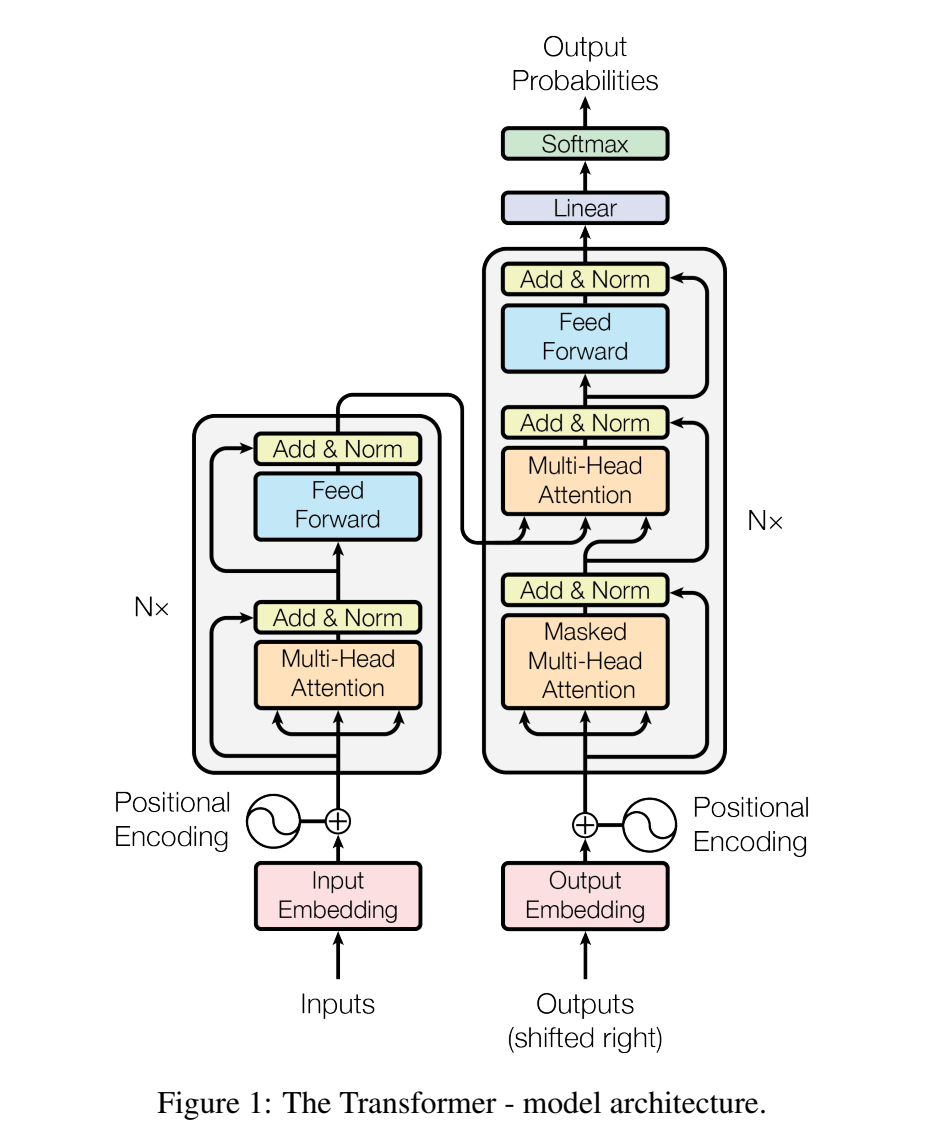 Output
Probabilities
Softmax
Linear
Add & Norm
Feed
Forward
Add & Norm
Multi-Head
Attention
Add & Norm
Masked
Multi-Head
Attention
N×
Add & Norm
Feed
Forward
Add & Norm
Multi-Head
Attention
N×
Positional
Encoding
Positional
Encoding
Input
Embedding
Output
Embedding
Inputs
Outputs
(shifted right)
Figure 1: The Transformer - model architecture.